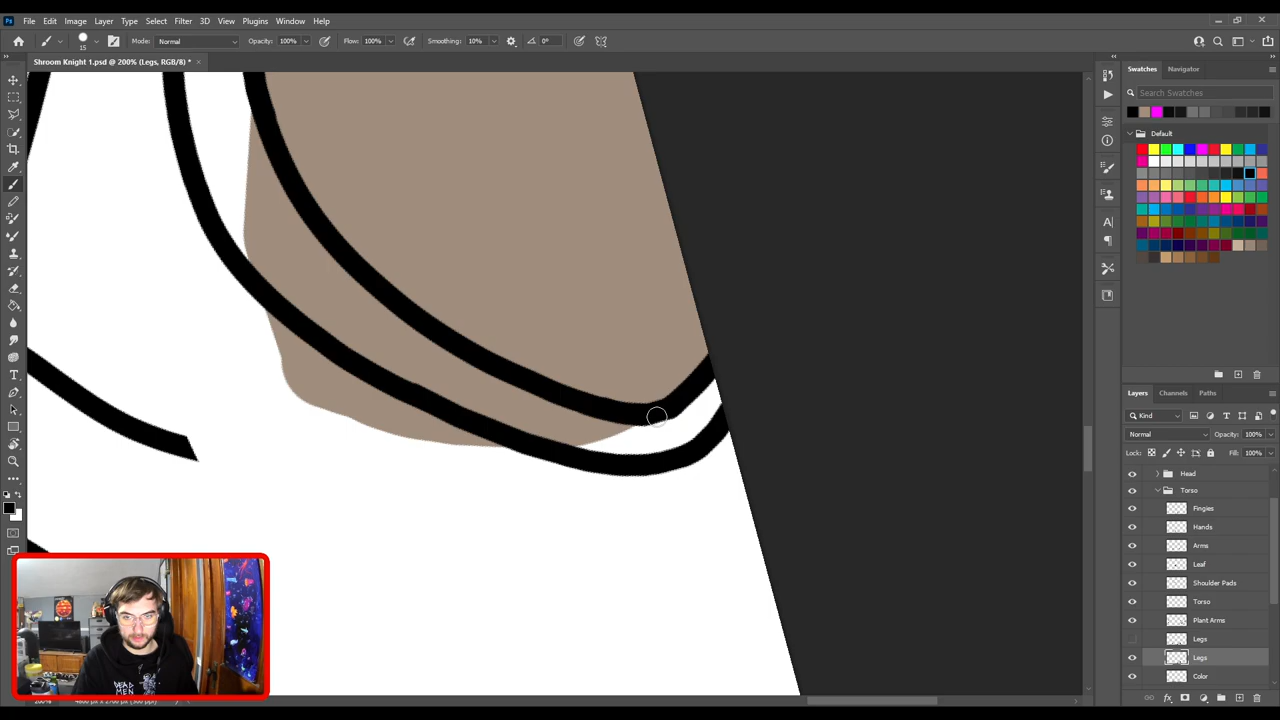 File Edit Image Layer Type Select Filter 3D View Plugins Window Help
15 Mode: Normal Opacity: 100% Flow: 100% Smoothing: 10% 0°
Shroom Knight 1.psd @ 200% (Legs, RGB/8) * ×
Swatches Navigator
Search Swatches
Default
Layers Channels Paths
Kind
Normal Opacity: 100%
Lock: Fill: 100%
Head
Torso
Fingies
Hands
Arms
Leaf
Shoulder Pads
Torso
Plant Arms
Legs
Legs
Color
DEAD
MEN